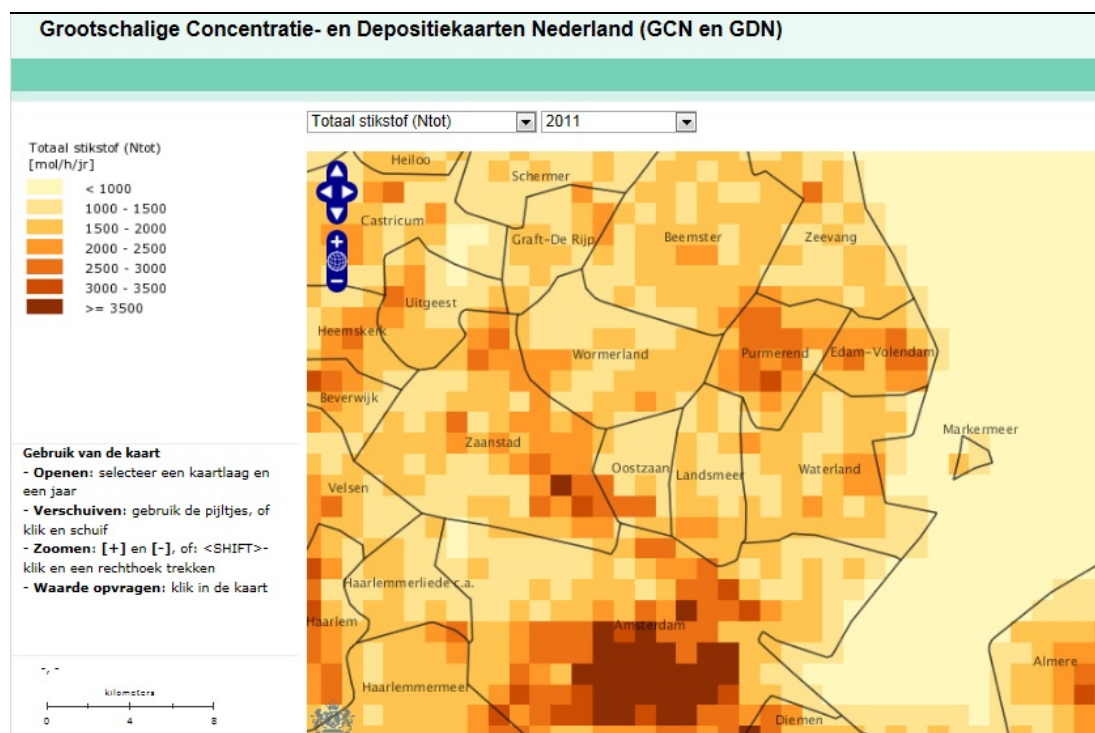 Grootschalige Concentratie- en Depositiekaarten Nederland (GCN en GDN)
Totaal stikstof (Ntot)
2011
Totaal stikstof (Ntot)
[mol/h/jr]
< 1000
1000 - 1500
1500 - 2000
2000 - 2500
2500 - 3000
3000 - 3500
>= 3500
Heiloo
Schermer
Castricum
Graft-De Rijp
Beemster
Zeevang
Uitgeest
Heemskerk
Wormerland
Purmerend
Edam-Volendam
Beverwijk
Markermeer
Zaanstad
Oostzaan
Landsmeer
Waterland
Velsen
Haarlemmerliede c.a.
Haarlem
Amsterdam
Almere
Haarlemmermeer
Diemen
Gebruik van de kaart
- Openen: selecteer een kaartlaag en
een jaar
- Verschuiven: gebruik de pijltjes, of
klik en schuif
- Zoomen: [+] en [-], of: <SHIFT>-
klik en een rechthoek trekken
- Waarde opvragen: klik in de kaart
-, -
kilometers
0 4 8